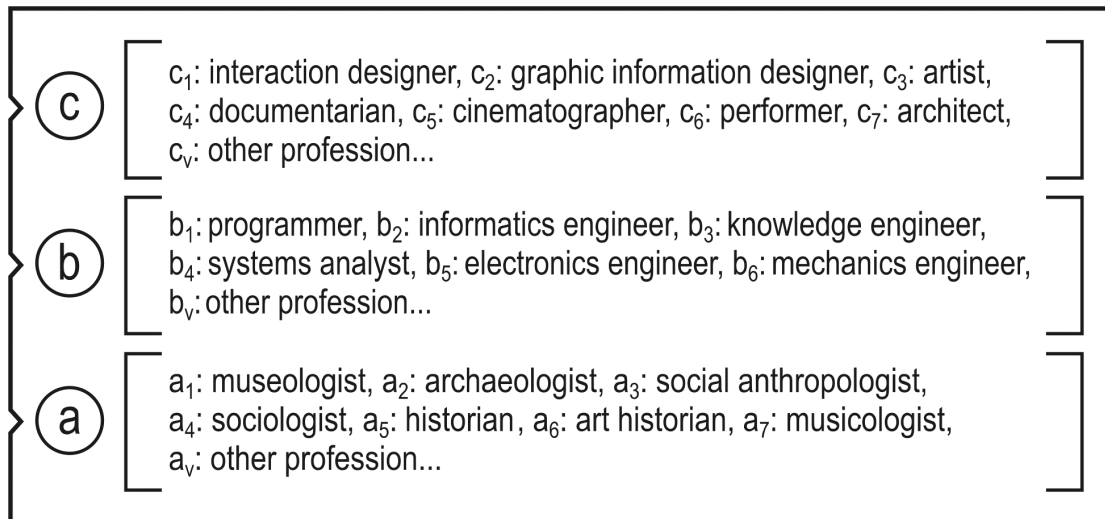 c
c₁: interaction designer, c₂: graphic information designer, c₃: artist,
c₄: documentarian, c₅: cinematographer, c₆: performer, c₇: architect,
cᵥ: other profession...
b
b₁: programmer, b₂: informatics engineer, b₃: knowledge engineer,
b₄: systems analyst, b₅: electronics engineer, b₆: mechanics engineer,
bᵥ: other profession...
a
a₁: museologist, a₂: archaeologist, a₃: social anthropologist,
a₄: sociologist, a₅: historian, a₆: art historian, a₇: musicologist,
aᵥ: other profession...